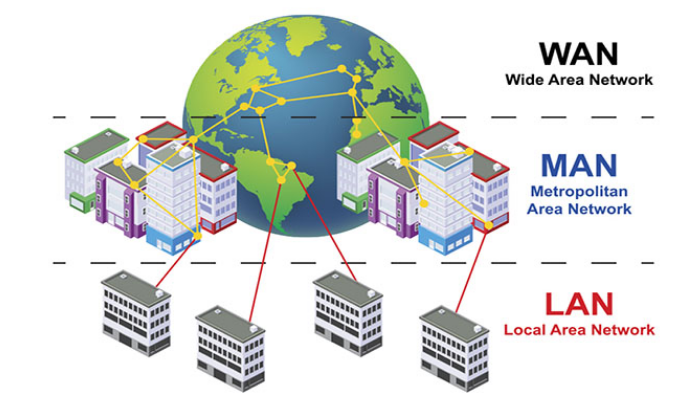 WAN
Wide Area Network
MAN
Metropolitan
Area Network
LAN
Local Area Network